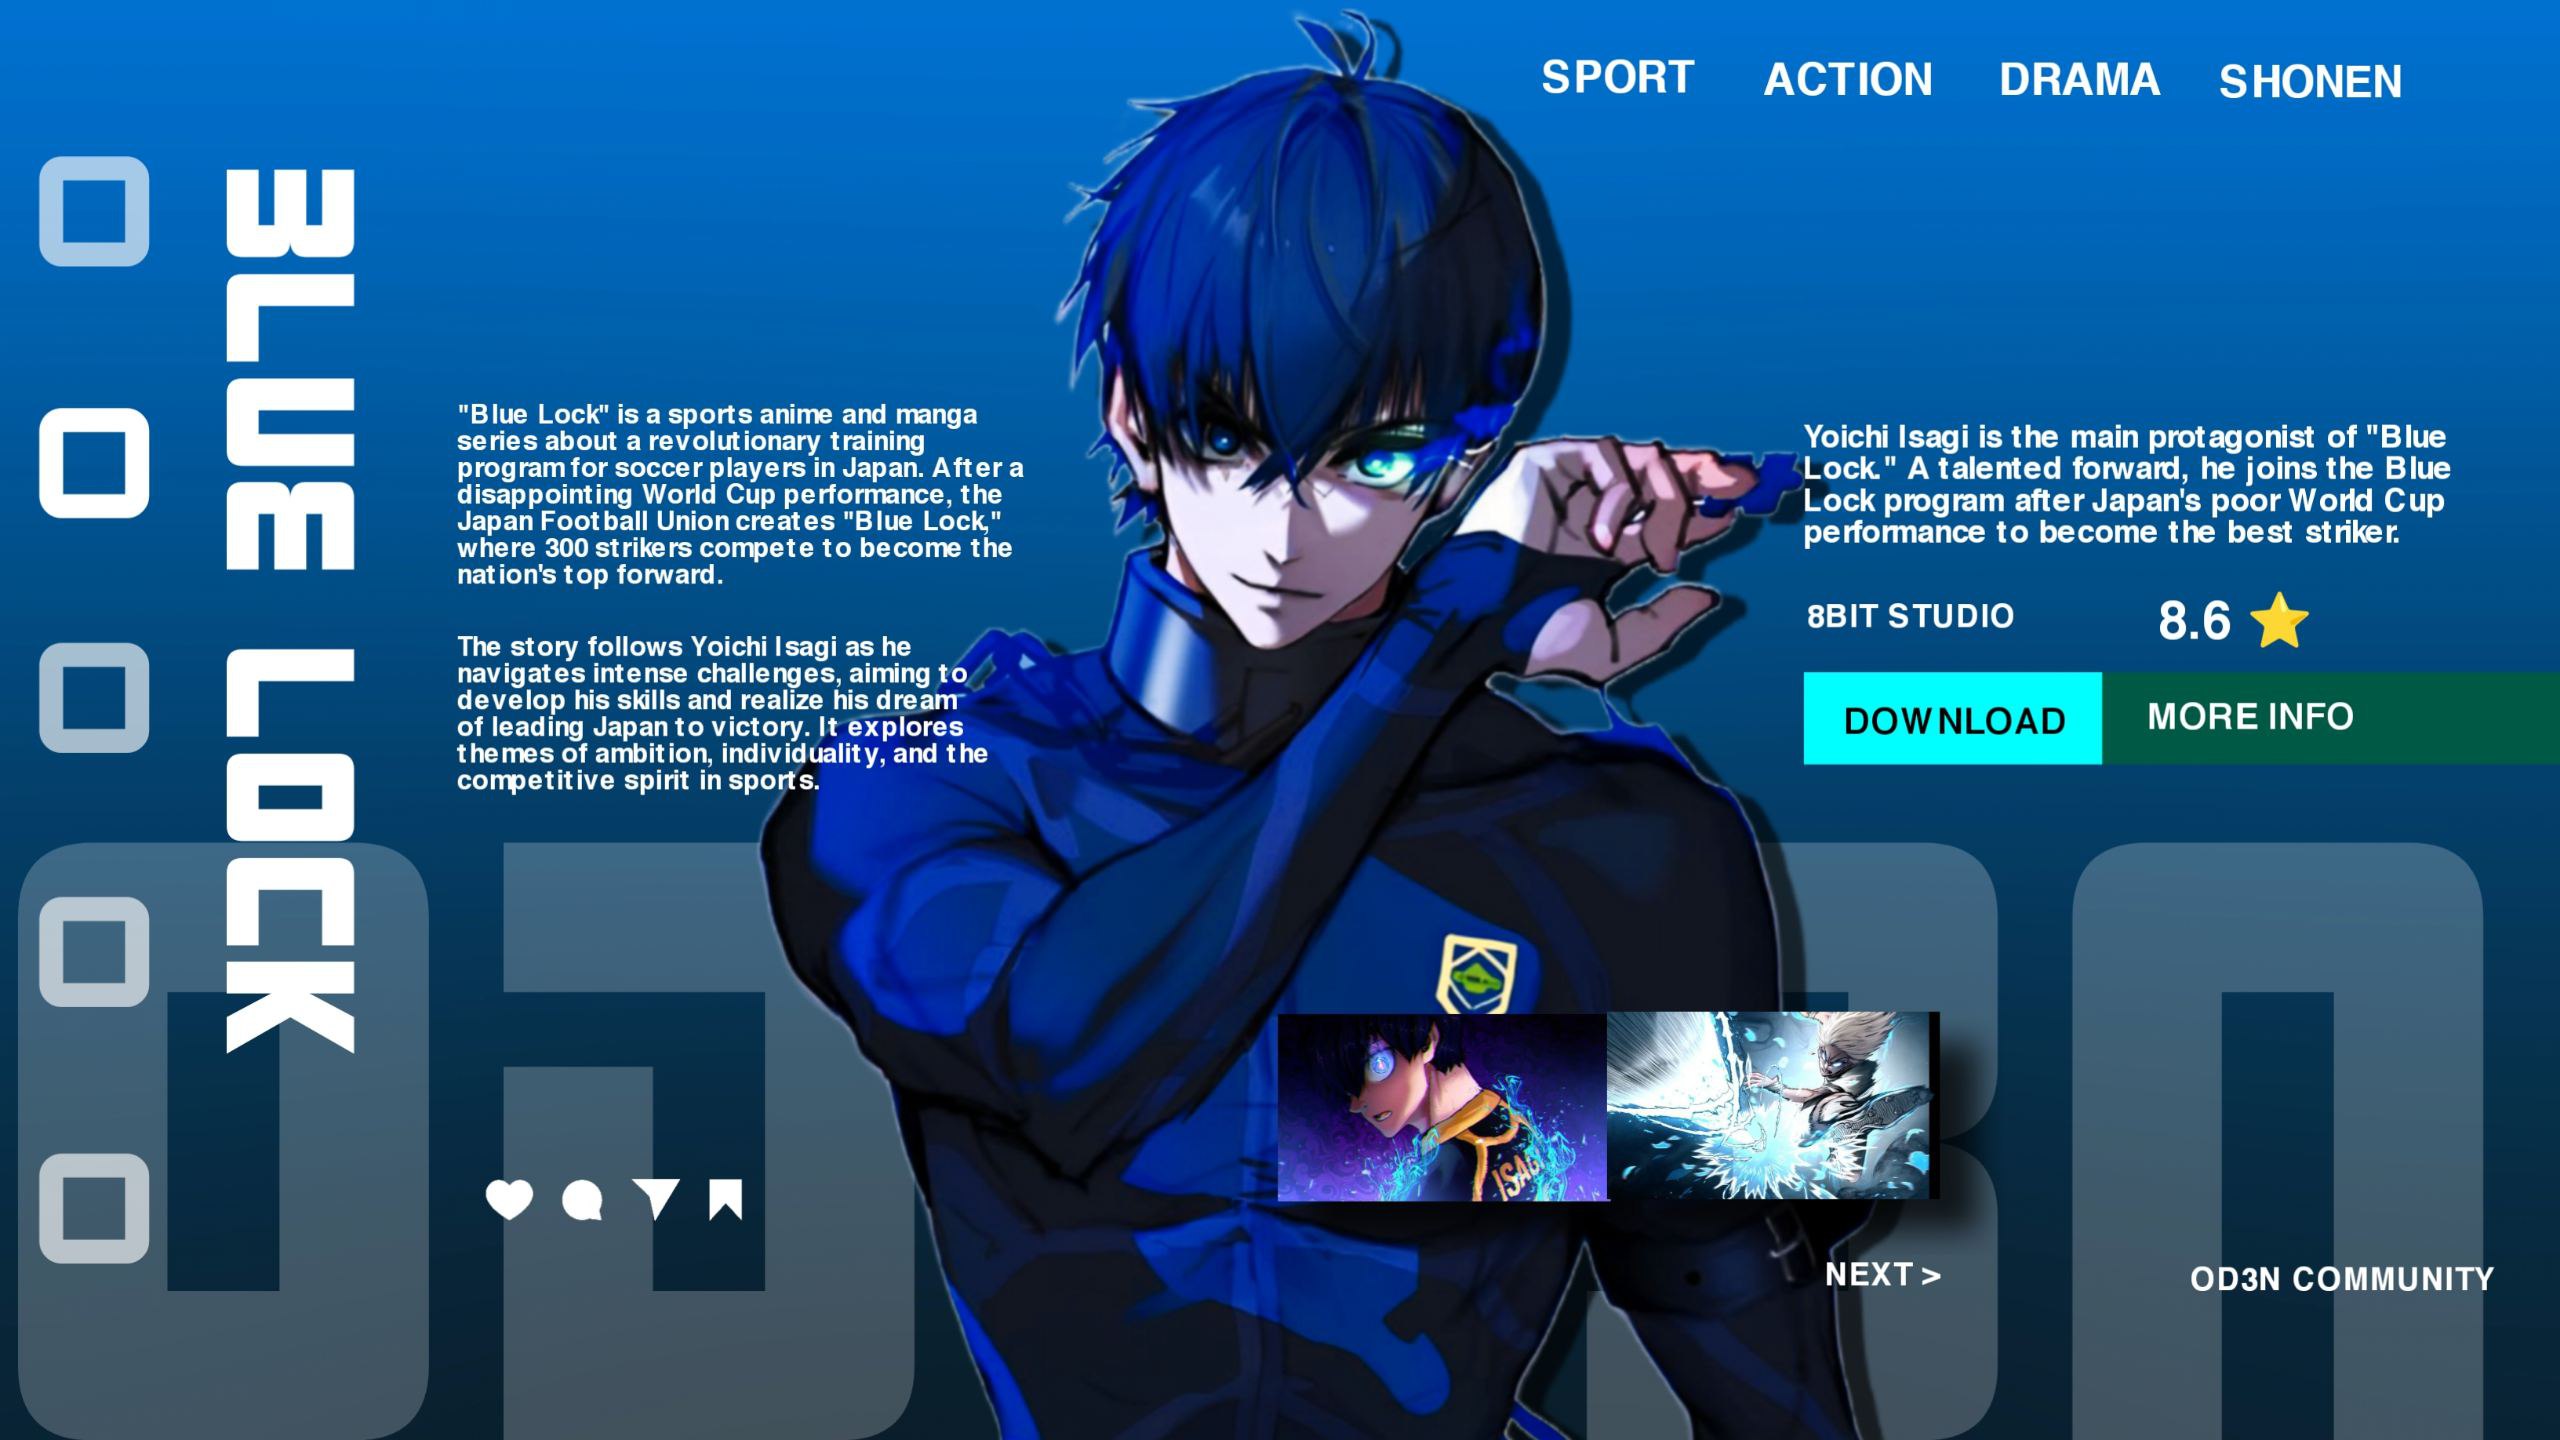 SPORT ACTION DRAMA SHONEN
BLUE LOCK
"Blue Lock" is a sports anime and manga
series about a revolutionary training
program for soccer players in Japan. After a
disappointing World Cup performance, the
Japan Football Union creates "Blue Lock,"
where 300 strikers compete to become the
nation's top forward.
The story follows Yoichi Isagi as he
navigates intense challenges, aiming to
develop his skills and realize his dream
of leading Japan to victory. It explores
themes of ambition, individuality, and the
competitive spirit in sports.
Yoichi Isagi is the main protagonist of "Blue
Lock." A talented forward, he joins the Blue
Lock program after Japan's poor World Cup
performance to become the best striker.
8BIT STUDIO
8.6 ⭐
DOWNLOAD
MORE INFO
ISAGI
NEXT >
OD3N COMMUNITY
OD3N